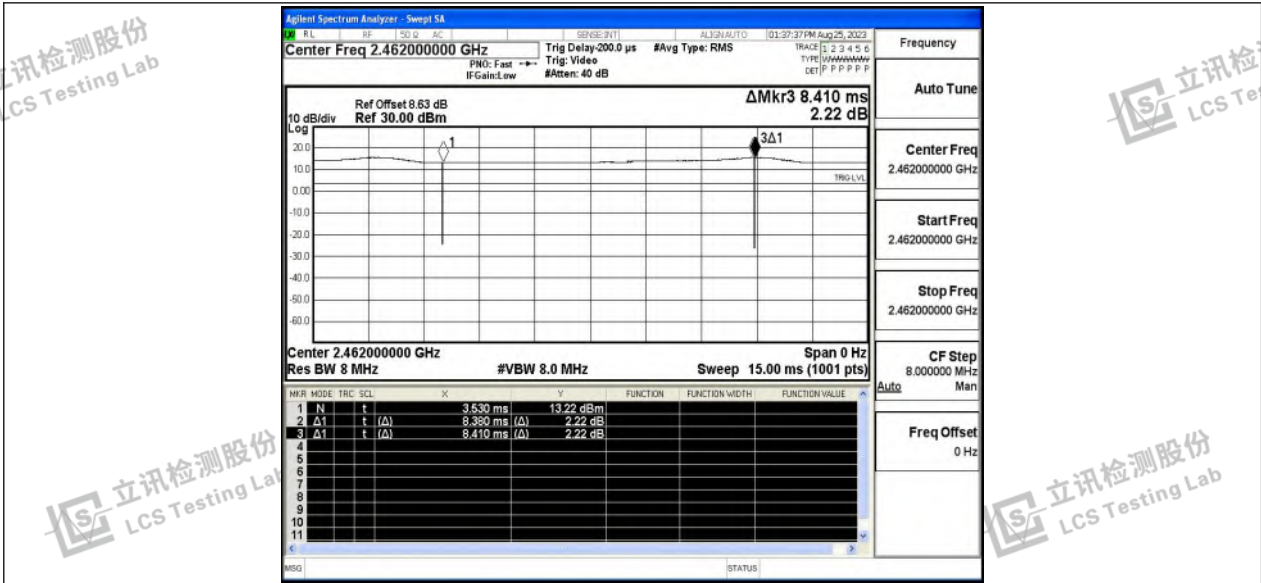 Agilent Spectrum Analyzer - Swept SA
RL RF 50 Ω AC SENSE:INT ALIGN AUTO 01:37:37 PM Aug 25, 2023
Center Freq 2.462000000 GHz
PNO: Fast
IFGain:Low
Trig Delay-200.0 µs
Trig: Video
#Atten: 40 dB
#Avg Type: RMS
TRACE 1 2 3 4 5 6
TYPE WWWWWW
DET P P P P P P
ΔMkr3 8.410 ms
2.22 dB
Ref Offset 8.63 dB
10 dB/div Ref 30.00 dBm
Log
20.0
10.0
0.00
-10.0
-20.0
-30.0
-40.0
-50.0
-60.0
1
3Δ1
TRIG LVL
Center 2.462000000 GHz Span 0 Hz
Res BW 8 MHz #VBW 8.0 MHz Sweep 15.00 ms (1001 pts)
MKR MODE TRC SCL X Y FUNCTION FUNCTION WIDTH FUNCTION VALUE
1 N t 3.530 ms 13.22 dBm
2 Δ1 t (Δ) 8.380 ms (Δ) 2.22 dB
3 Δ1 t (Δ) 8.410 ms (Δ) 2.22 dB
4
5
6
7
8
9
10
11
MSG STATUS
Frequency
Auto Tune
Center Freq
2.462000000 GHz
Start Freq
2.462000000 GHz
Stop Freq
2.462000000 GHz
CF Step
8.000000 MHz
Auto Man
Freq Offset
0 Hz
讯检测股份
LCS Testing Lab
立讯检
LCS Tes
立讯检测股份
LCS Testing Lab
立讯检测股份
LCS Testing Lab